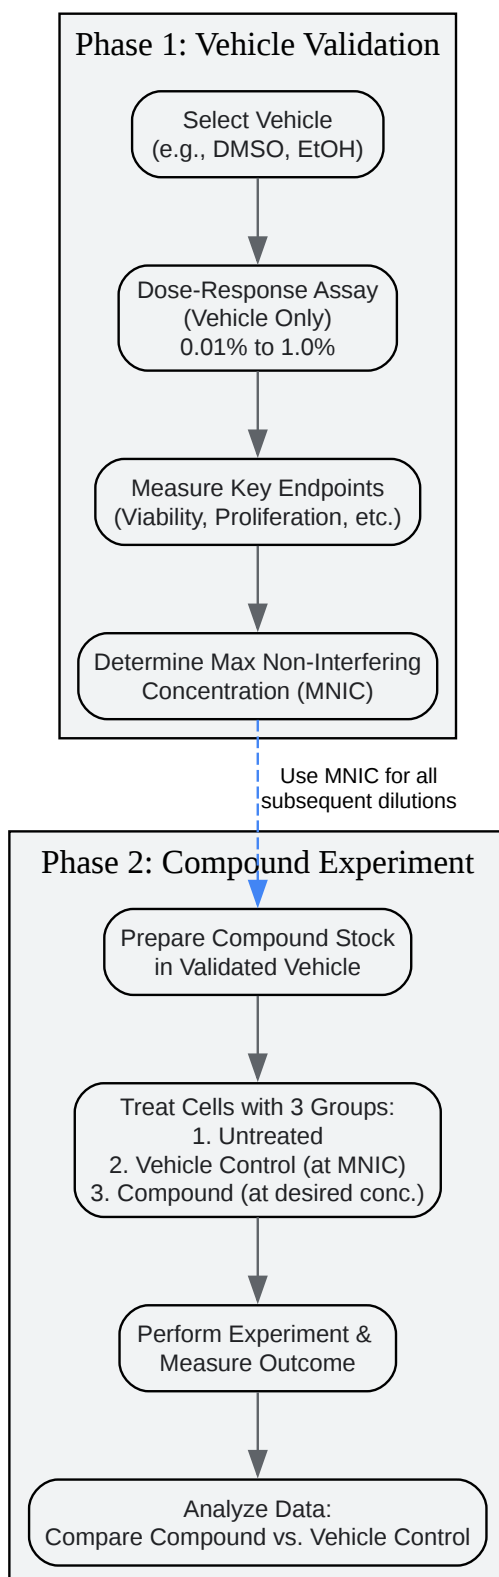 Phase 1: Vehicle Validation
Select Vehicle
(e.g., DMSO, EtOH)
Dose-Response Assay
(Vehicle Only)
0.01% to 1.0%
Measure Key Endpoints
(Viability, Proliferation, etc.)
Determine Max Non-Interfering
Concentration (MNIC)
Use MNIC for all
subsequent dilutions
Phase 2: Compound Experiment
Prepare Compound Stock
in Validated Vehicle
Treat Cells with 3 Groups:
1. Untreated
2. Vehicle Control (at MNIC)
3. Compound (at desired conc.)
Perform Experiment &
Measure Outcome
Analyze Data:
Compare Compound vs. Vehicle Control